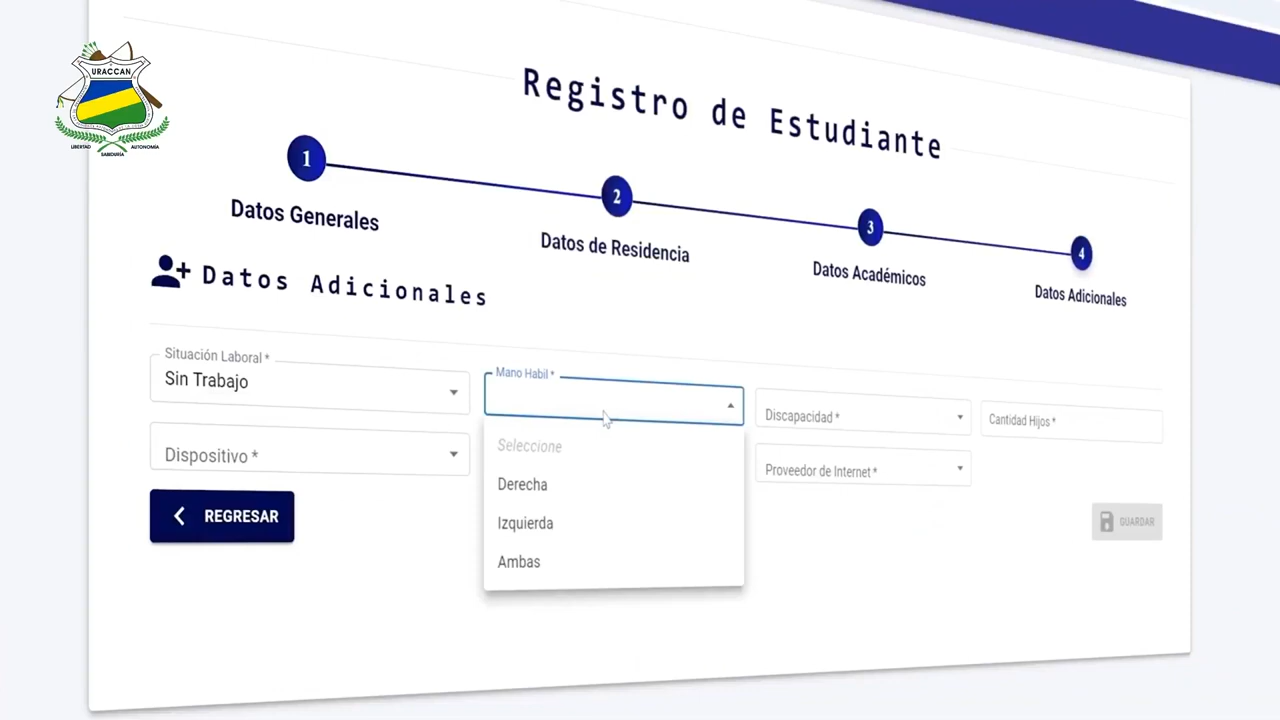 URACCAN
LIBERTAD
SABIDURÍA
AUTONOMÍA
Registro de Estudiante
1
2
3
4
Datos Generales
Datos de Residencia
Datos Académicos
Datos Adicionales
Datos Adicionales
Situación Laboral *
Sin Trabajo
Mano Habil *
Discapacidad *
Cantidad Hijos *
Dispositivo *
Seleccione
Derecha
Izquierda
Ambas
Proveedor de Internet *
REGRESAR
GUARDAR